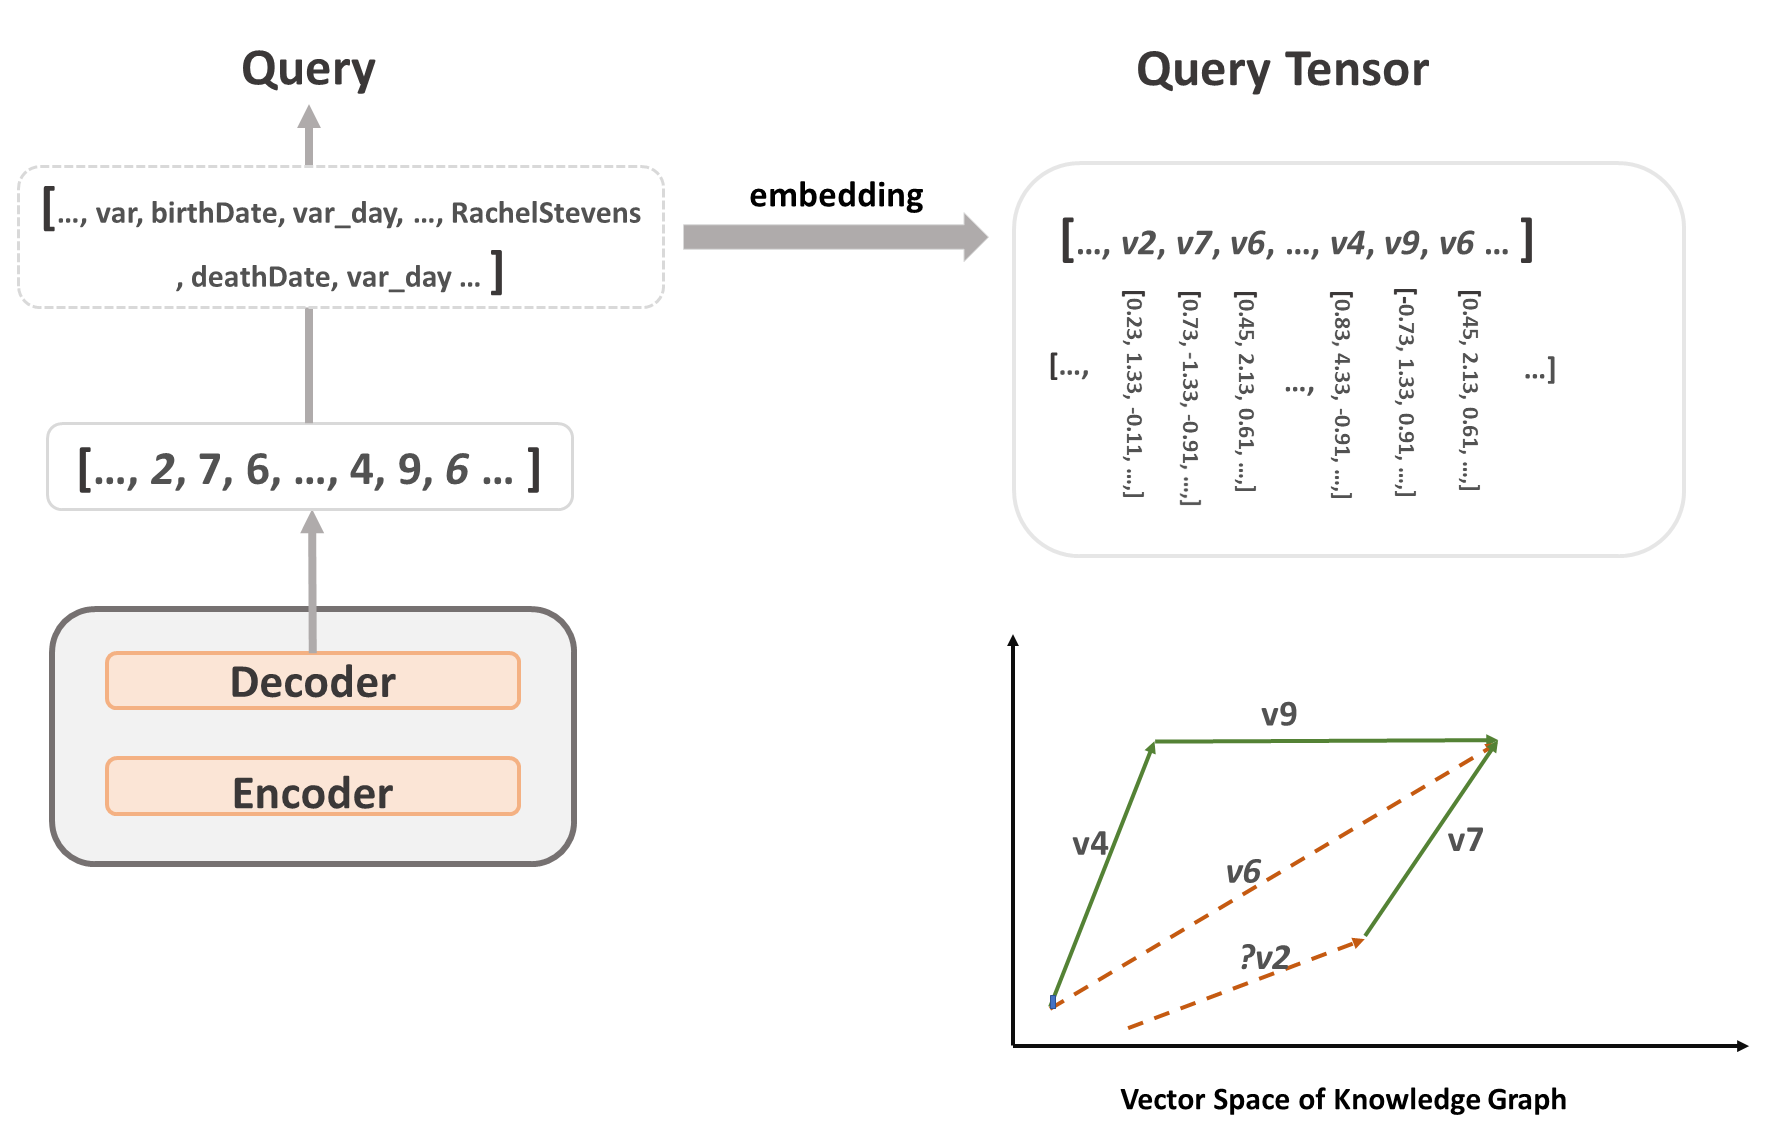 Query
[..., var, birthDate, var_day, ..., RachelStevens
, deathDate, var_day ... ]
[..., 2, 7, 6, ..., 4, 9, 6 ... ]
Decoder
Encoder
embedding
Query Tensor
[..., v2, v7, v6, ..., v4, v9, v6 ... ]
[...,
[0.23, 1.33, -0.11, ...,]
[0.73, -1.33, -0.91, ...,]
[0.45, 2.13, 0.61, ...,]
...,
[0.83, 4.33, -0.91, ...,]
[-0.73, 1.33, 0.91, ...,]
[0.45, 2.13, 0.61, ...,]
...]
v9
v4
v7
v6
?v2
Vector Space of Knowledge Graph